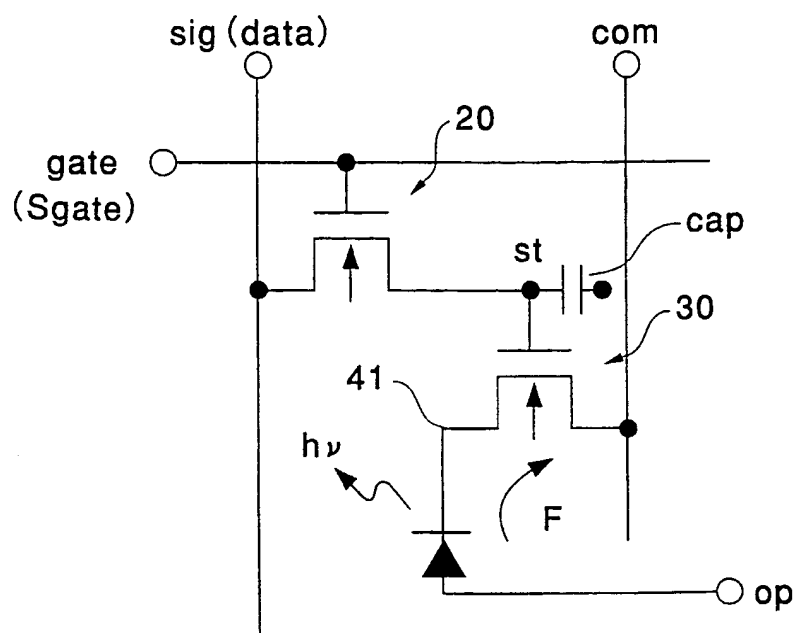 sig (data)
com
20
gate
(Sgate)
cap
st
30
41
hν
F
op